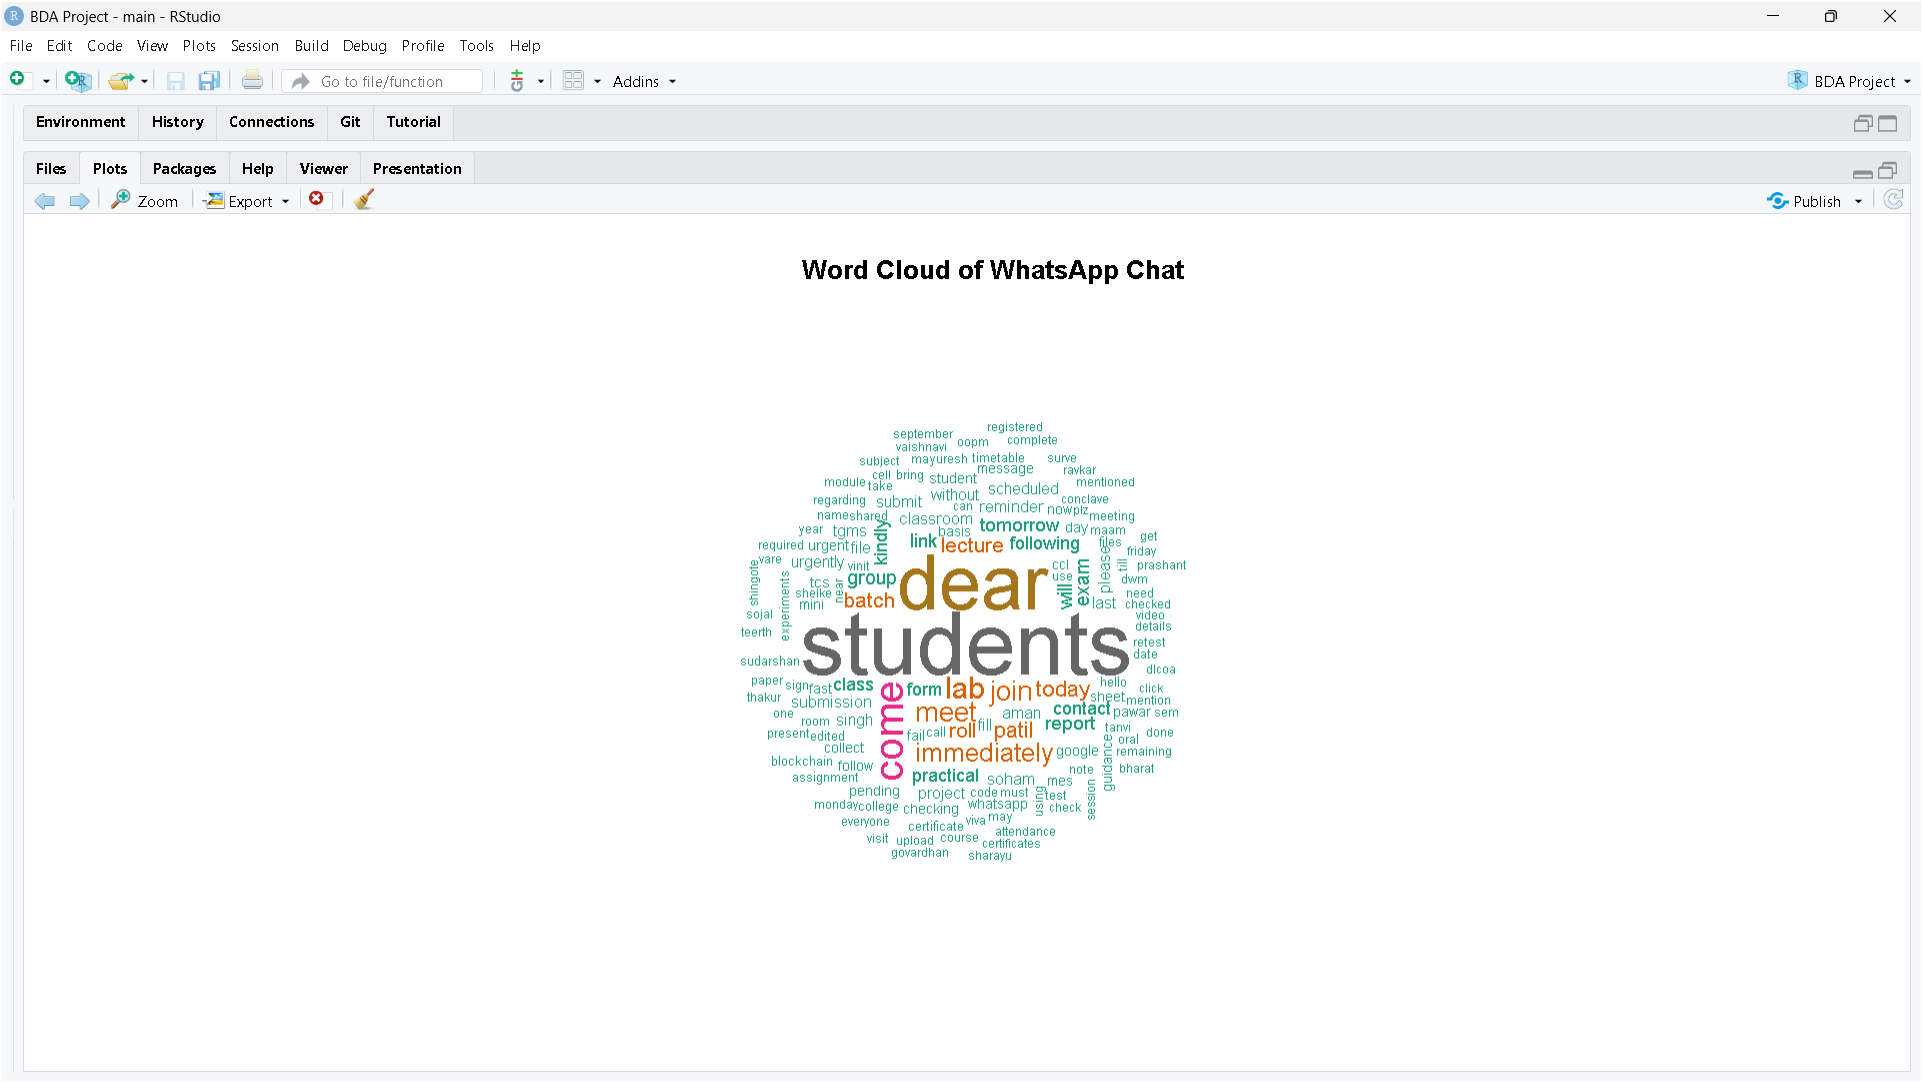 BDA Project - main - RStudio
File Edit Code View Plots Session Build Debug Profile Tools Help
Go to file/function
Addins
BDA Project
Environment History Connections Git Tutorial
Files Plots Packages Help Viewer Presentation
Zoom Export Publish
Word Cloud of WhatsApp Chat
registered
september
vaishnavi oopm complete
subject mayuresh timetable surve
cell bring student message ravkar
module take mentioned
regarding submit without scheduled conclave
can reminder now plz
name shared classroom tomorrow day meeting
year tgms kindly basis maam
required urgent file link lecture following files get
vare urgently vinit ccl please till friday
shingote experiments tcs near group dear use will exam prashant
shelke dwm
mini batch last need
sojal checked
video
teerth students details
retest
sudarshan date
dlcoa
paper sign fast class come form lab join today hello click
thakur submission meet sheet mention
one aman contact pawar sem
room singh roll fill patil report tanvi
present edited fail call oral done
collect immediately google guidance remaining
blockchain follow note bharat
assignment practical soham mes
pending project code must using test session
monday college checking whatsapp check
everyone certificate viva may
visit upload course attendance
certificates
govardhan sharayu